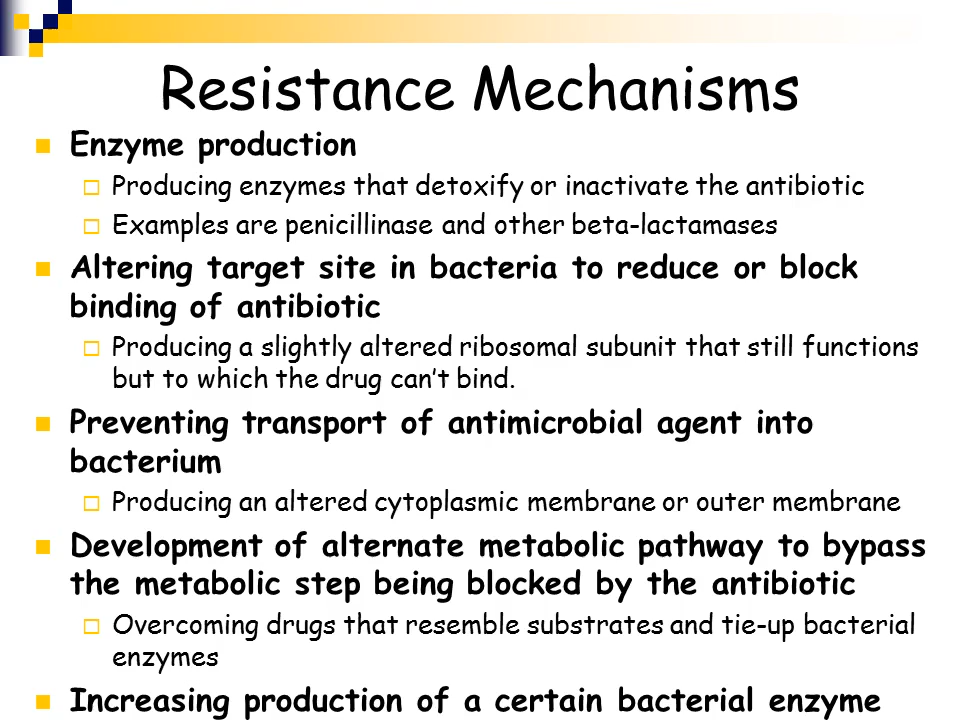 Resistance Mechanisms
Enzyme production
Producing enzymes that detoxify or inactivate the antibiotic
Examples are penicillinase and other beta-lactamases
Altering target site in bacteria to reduce or block
binding of antibiotic
Producing a slightly altered ribosomal subunit that still functions
but to which the drug can’t bind.
Preventing transport of antimicrobial agent into
bacterium
Producing an altered cytoplasmic membrane or outer membrane
Development of alternate metabolic pathway to bypass
the metabolic step being blocked by the antibiotic
Overcoming drugs that resemble substrates and tie-up bacterial
enzymes
Increasing production of a certain bacterial enzyme